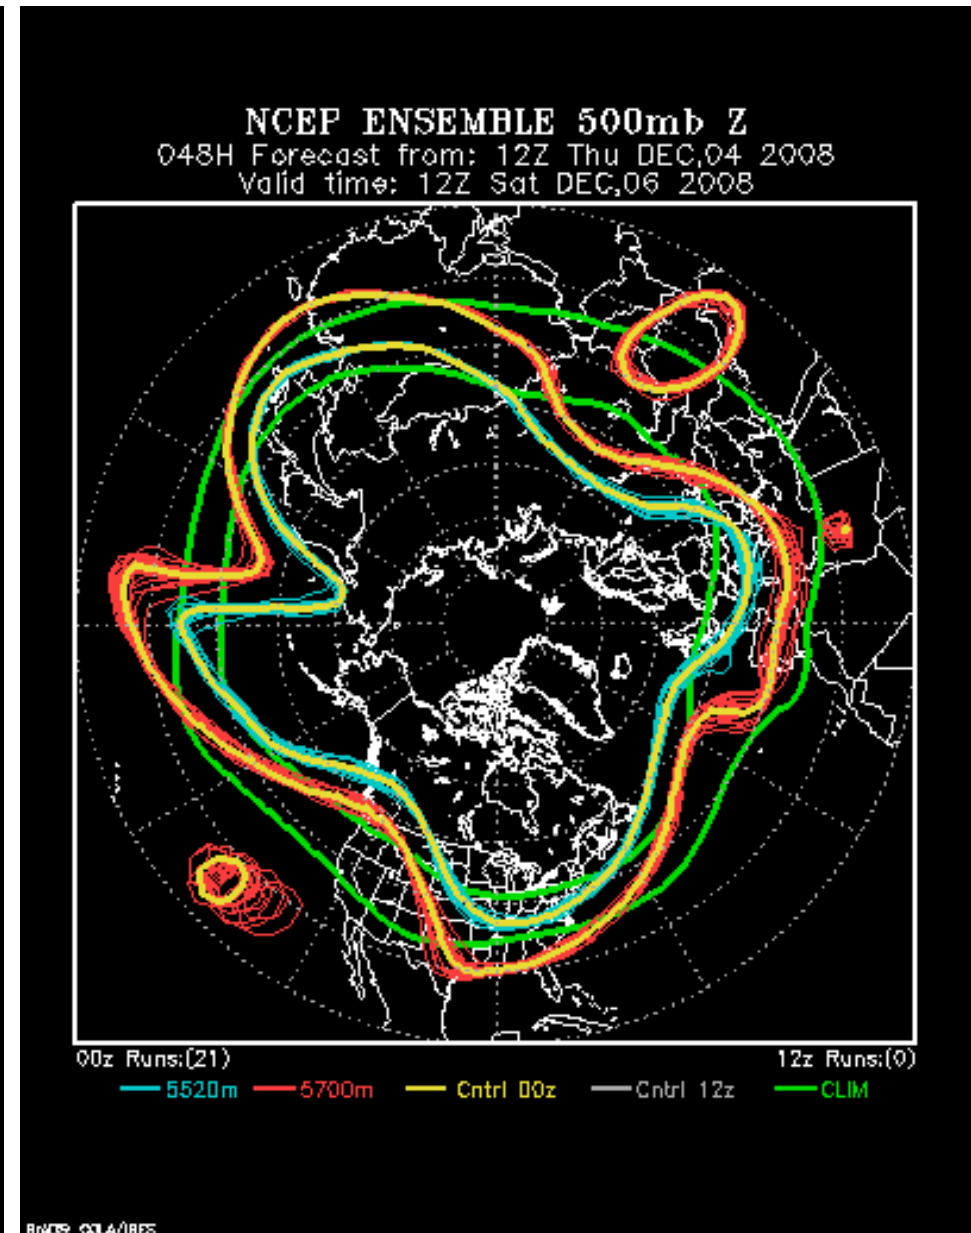 NCEP ENSEMBLE 500mb Z
048H Forecast from: 12Z Thu DEC,04 2008
Valid time: 12Z Sat DEC,06 2008
00z Runs:(21) 12z Runs:(0)
5520m 5700m Cntrl 00z Cntrl 12z CLIM